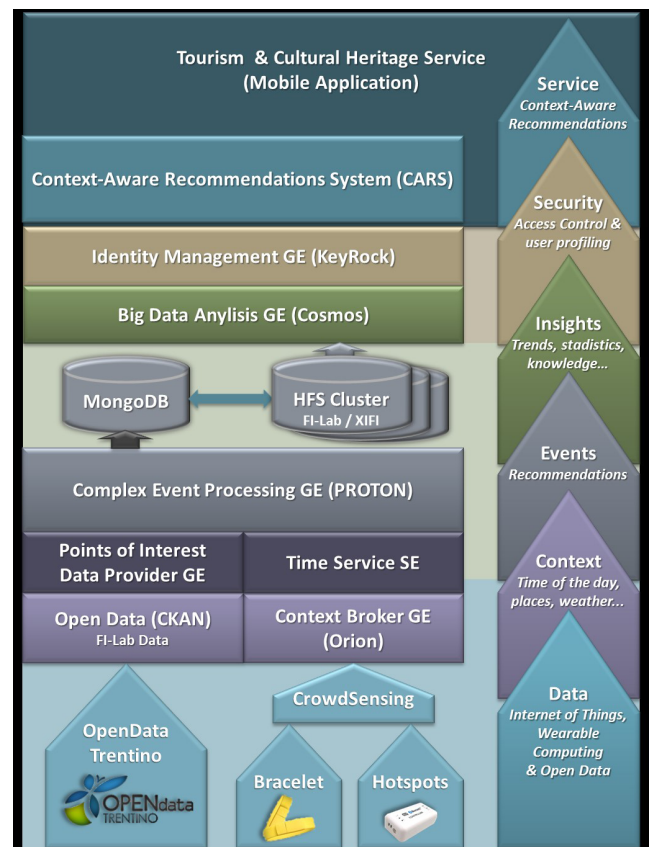 Tourism & Cultural Heritage Service
(Mobile Application)
Service
Context-Aware
Recommendations
Context-Aware Recommendations System (CARS)
Security
Access Control &
user profiling
Identity Management GE (KeyRock)
Big Data Anylisis GE (Cosmos)
Insights
Trends, stadistics,
knowledge...
MongoDB
HFS Cluster
FI-Lab / XIFI
Events
Recommendations
Complex Event Processing GE (PROTON)
Points of Interest
Data Provider GE
Time Service SE
Context
Time of the day,
places, weather...
Open Data (CKAN)
FI-Lab Data
Context Broker GE
(Orion)
Data
Internet of Things,
Wearable
Computing
& Open Data
CrowdSensing
OpenData
Trentino
OPENdata
TRENTINO
Bracelet
Hotspots